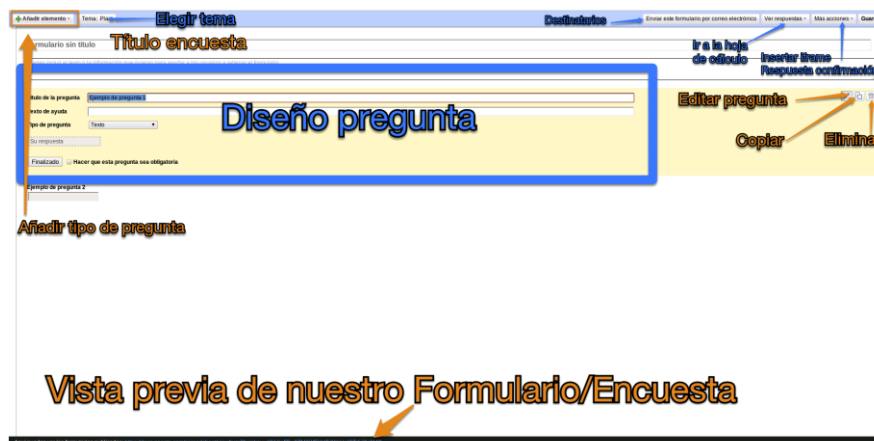 Añadir elemento
Tema: Pla
Elegir tema
Destinatarios
Enviar este formulario por correo electrónico
Ver respuestas
Más acciones
Guar
Formulario sin título
Título encuesta
Ir a la hoja
de cálculo
Insertar iframe
Respuesta confirmación
Título de la pregunta
Ejemplo de pregunta 1
Texto de ayuda
Tipo de pregunta
Texto
Su respuesta
Finalizado
Hacer que esta pregunta sea obligatoria
Diseño pregunta
Editar pregunta
Copiar
Elimina
Ejemplo de pregunta 2
Añadir tipo de pregunta
Vista previa de nuestro Formulario/Encuesta